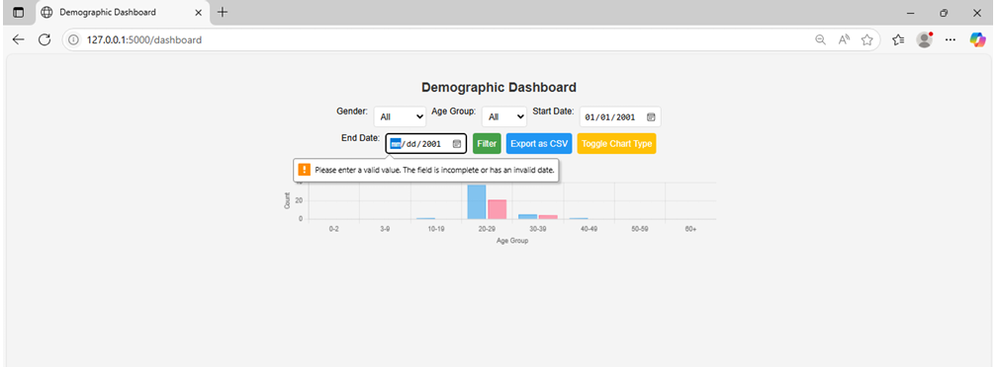 Demographic Dashboard
127.0.0.1:5000/dashboard
Demographic Dashboard
Gender: All Age Group: All Start Date: 01/01/2001
End Date: mm/dd/2001 Filter Export as CSV Toggle Chart Type
! Please enter a valid value. The field is incomplete or has an invalid date.
Count
20
0
0-2 3-9 10-19 20-29 30-39 40-49 50-59 60+
Age Group